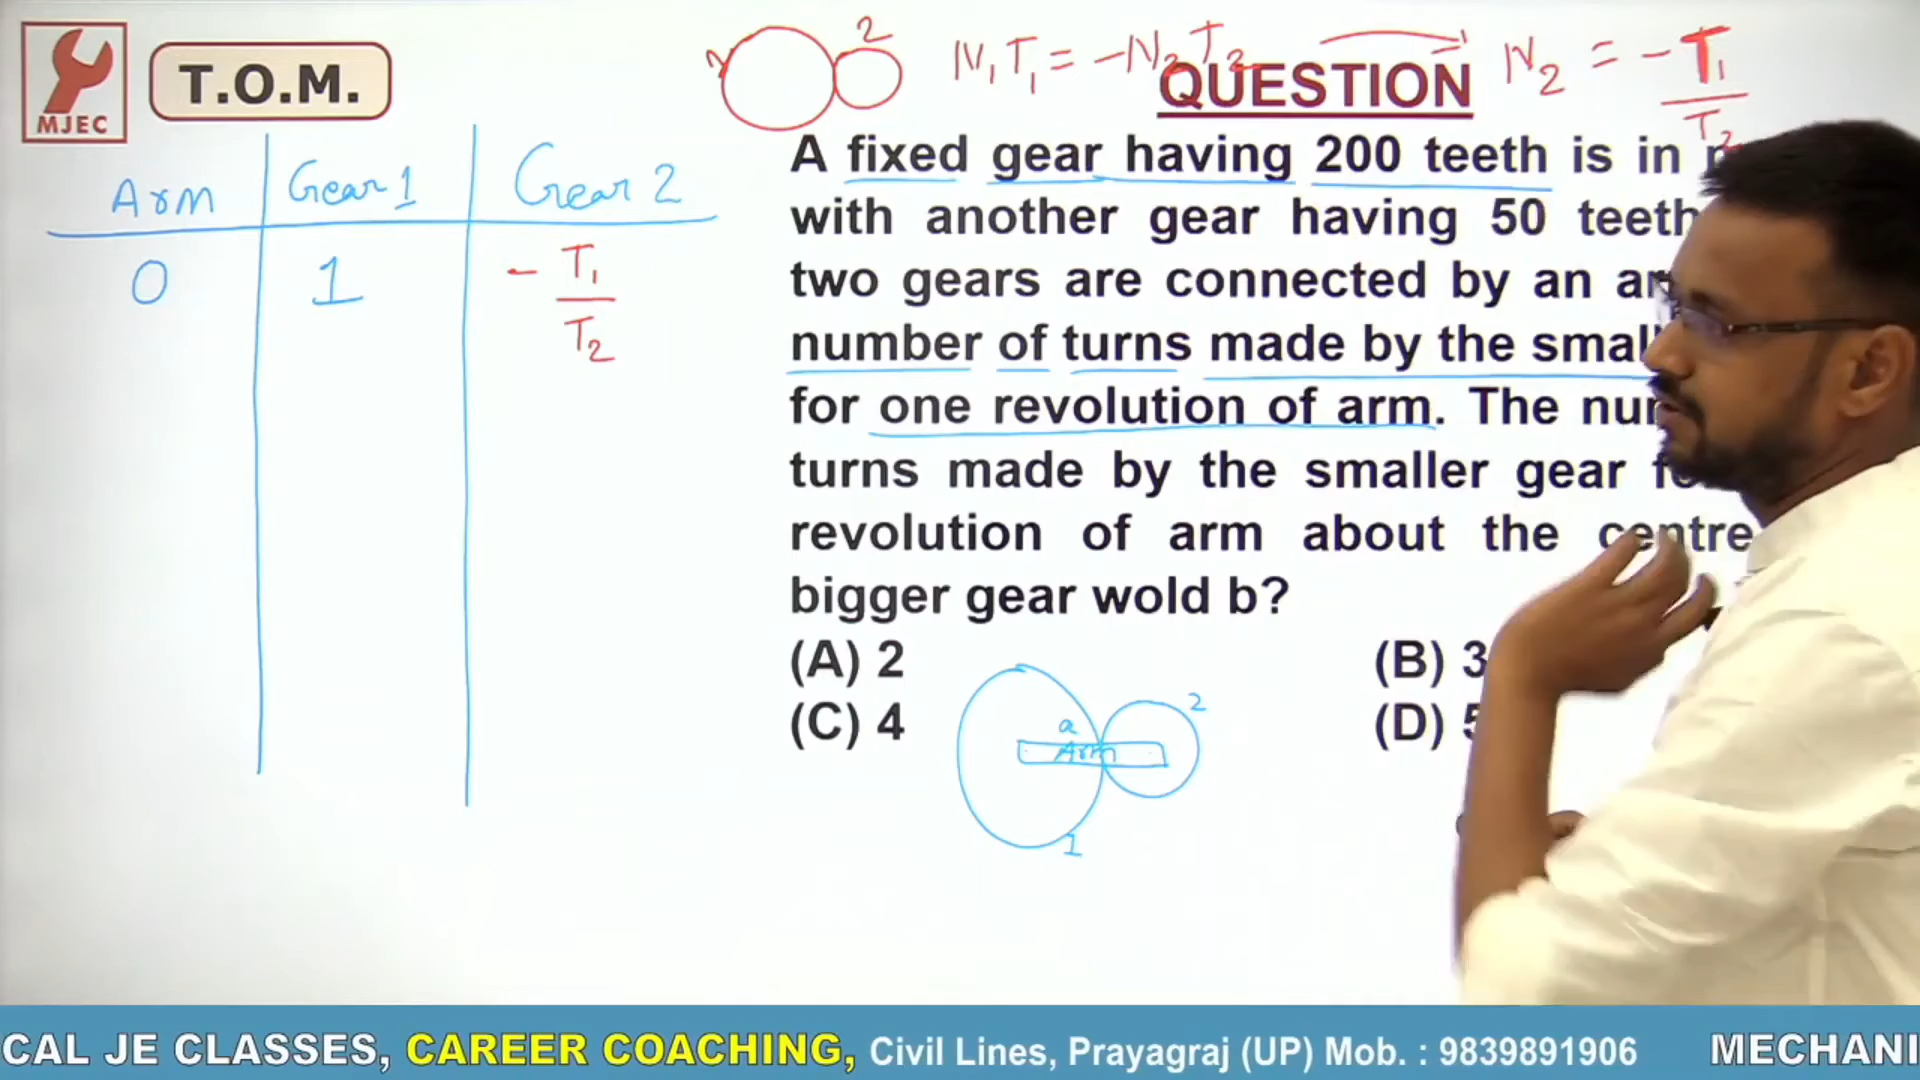 MJEC
T.O.M.
2
N₁T₁ = -N₂T₂
N₂ = - T₁
T₂
QUESTION
A fixed gear having 200 teeth is in
with another gear having 50 teeth
two gears are connected by an
number of turns made by the
for one revolution of arm. The
turns made by the smaller gear
revolution of arm about the centre
bigger gear wold b?
(A) 2
(B) 3
(C) 4
(D)
Arm
Gear 1
Gear 2
0
1
- T₁
T₂
a
Arm
2
1
CAL JE CLASSES, CAREER COACHING, Civil Lines, Prayagraj (UP) Mob. : 9839891906 MECHANI